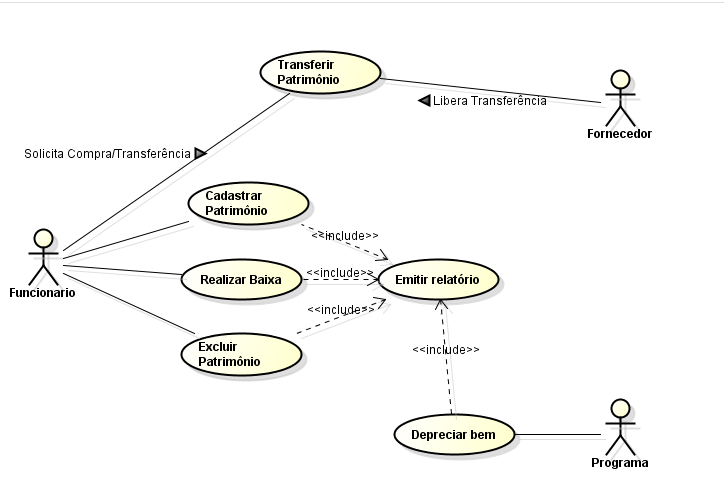 Transferir
Patrimônio
Libera Transferência
Fornecedor
Solicita Compra/Transferência
Cadastrar
Patrimônio
<<include>>
Funcionario
Realizar Baixa
<<include>>
Emitir relatório
<<include>>
Excluir
Patrimônio
<<include>>
Depreciar bem
Programa